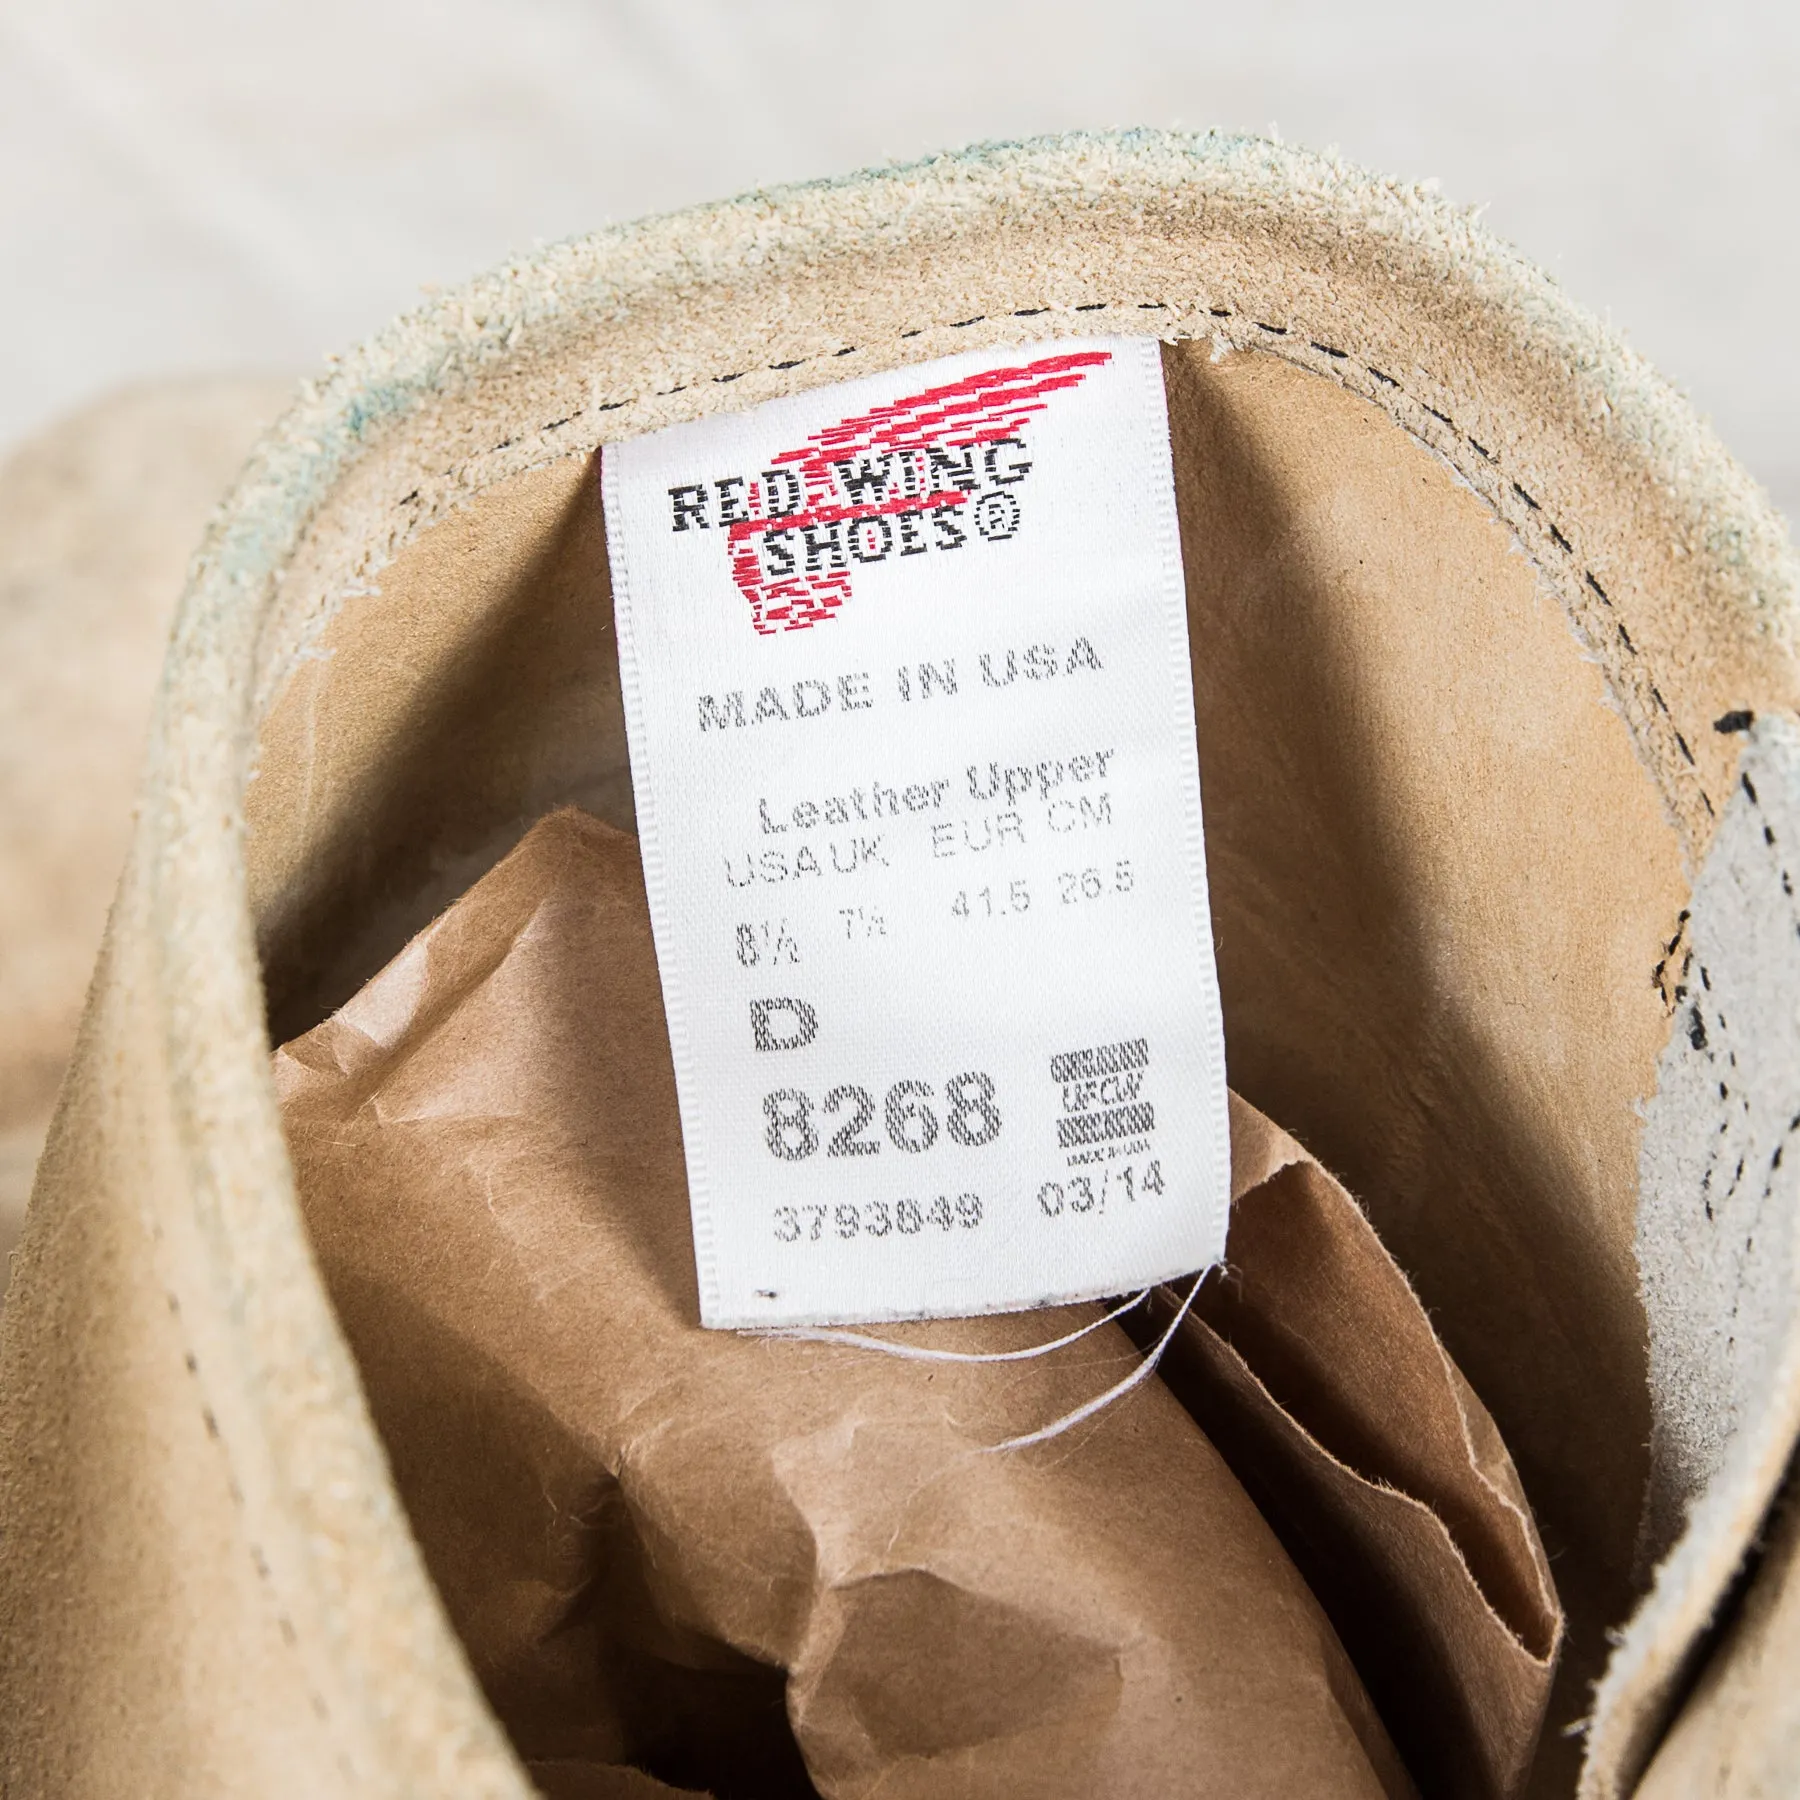 RED WING
SHOES®
MADE IN USA
Leather Upper
USA UK EUR CM
8½ 7½ 41.5 26.5
D
8268
UFCW
3793849 03/14